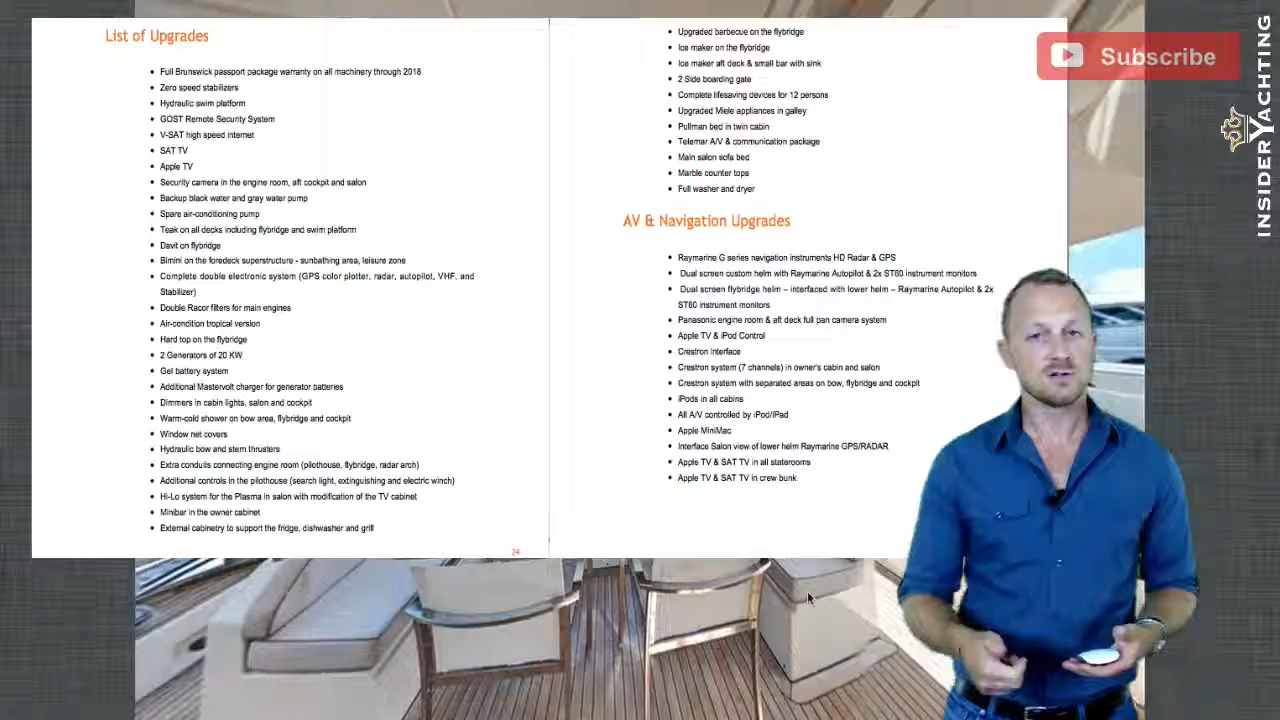 List of Upgrades
• Full Brunswick passport package warranty on all machinery through 2018
• Zero speed stabilizers
• Hydraulic swim platform
• GOST Remote Security System
• V-SAT high speed internet
• SAT TV
• Apple TV
• Security camera in the engine room, aft cockpit and salon
• Backup black water and gray water pump
• Spare air-conditioning pump
• Teak on all decks including flybridge and swim platform
• Davit on flybridge
• Bimini on the foredeck superstructure - sunbathing area, leisure zone
• Complete double electronic system (GPS color plotter, radar, autopilot, VHF, and
Stabilizer)
• Double Racor filters for main engines
• Air-condition tropical version
• Hard top on the flybridge
• 2 Generators of 20 KW
• Gel battery system
• Additional Mastervolt charger for generator batteries
• Dimmers in cabin lights, salon and cockpit
• Warm-cold shower on bow area, flybridge and cockpit
• Window net covers
• Hydraulic bow and stern thrusters
• Extra conduits connecting engine room (pilothouse, flybridge, radar arch)
• Additional controls in the pilothouse (search light, extinguishing and electric winch)
• Hi-Lo system for the Plasma in salon with modification of the TV cabinet
• Minibar in the owner cabinet
• External cabinetry to support the fridge, dishwasher and grill
24
• Upgraded barbecue on the flybridge
• Ice maker on the flybridge
• Ice maker aft deck & small bar with sink
• 2 Side boarding gate
• Complete lifesaving devices for 12 persons
• Upgraded Miele appliances in galley
• Pullman bed in twin cabin
• Telemar A/V & communication package
• Main salon sofa bed
• Marble counter tops
• Full washer and dryer
AV & Navigation Upgrades
• Raymarine G series navigation instruments HD Radar & GPS
• Dual screen custom helm with Raymarine Autopilot & 2x ST60 instrument monitors
• Dual screen flybridge helm – interfaced with lower helm – Raymarine Autopilot & 2x
ST60 instrument monitors
• Panasonic engine room & aft deck full pan camera system
• Apple TV & iPod Control
• Crestron Interface
• Crestron system (7 channels) in owner's cabin and salon
• Crestron system with separated areas on bow, flybridge and cockpit
• iPods in all cabins
• All A/V controlled by iPod/iPad
• Apple MiniMac
• Interface Salon view of lower helm Raymarine GPS/RADAR
• Apple TV & SAT TV in all staterooms
• Apple TV & SAT TV in crew bunk
Subscribe
INSIDER YACHTING